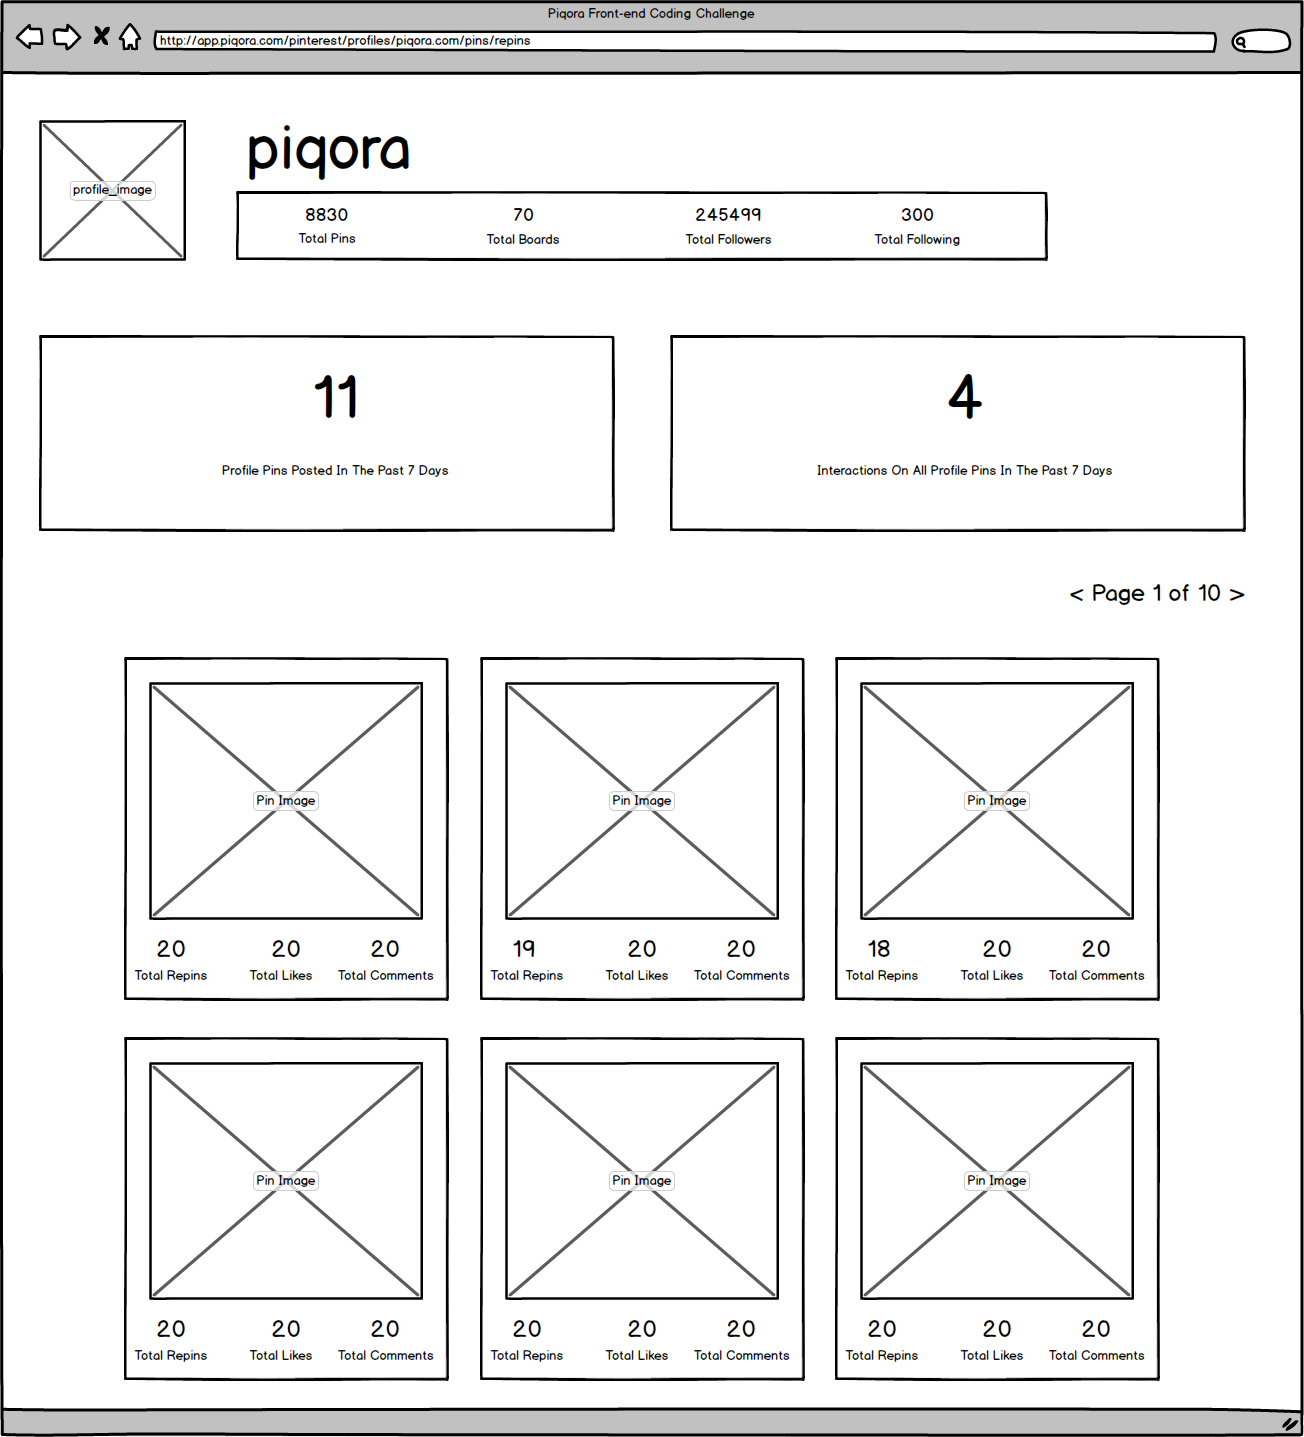 Piqora Front-end Coding Challenge
http://app.piqora.com/pinterest/profiles/piqora.com/pins/repins
piqora
profile_image
8830 70 245499 300
Total Pins Total Boards Total Followers Total Following
11 4
Profile Pins Posted In The Past 7 Days Interactions On All Profile Pins In The Past 7 Days
< Page 1 of 10 >
Pin Image Pin Image Pin Image
20 20 20 19 20 20 18 20 20
Total Repins Total Likes Total Comments Total Repins Total Likes Total Comments Total Repins Total Likes Total Comments
Pin Image Pin Image Pin Image
20 20 20 20 20 20 20 20 20
Total Repins Total Likes Total Comments Total Repins Total Likes Total Comments Total Repins Total Likes Total Comments